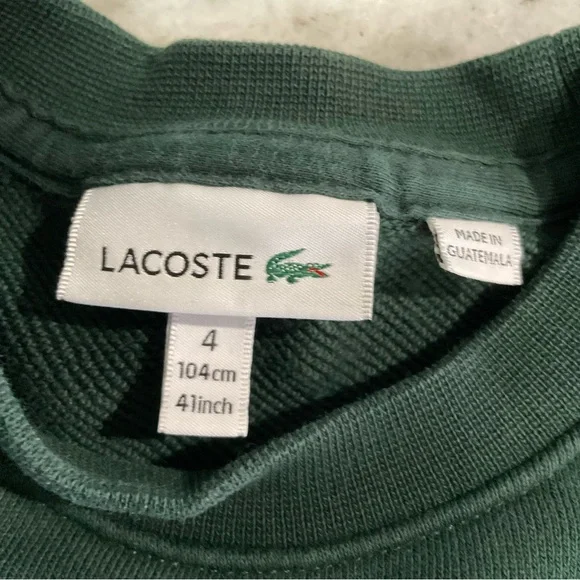 LACOSTE
4
104cm
41inch
MADE IN
GUATEMALA